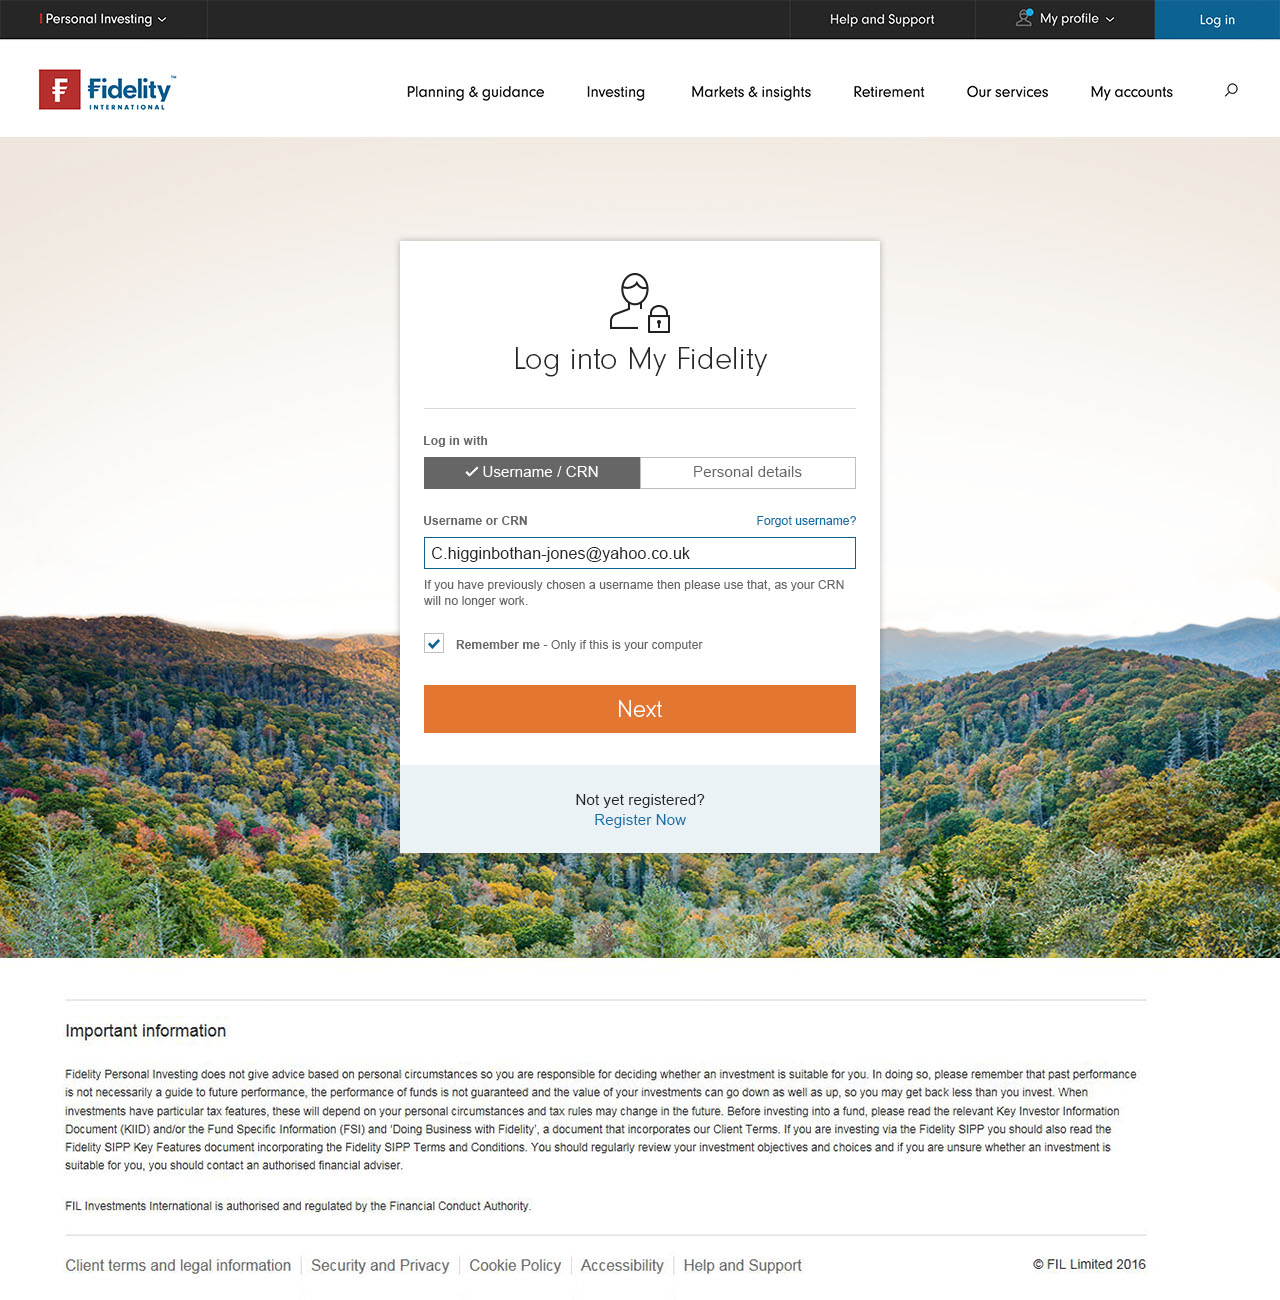 Personal Investing
Help and Support
My profile
Log in
Fidelity™
INTERNATIONAL
Planning & guidance
Investing
Markets & insights
Retirement
Our services
My accounts
Log into My Fidelity
Log in with
Username / CRN
Personal details
Username or CRN
Forgot username?
C.higginbothan-jones@yahoo.co.uk
If you have previously chosen a username then please use that, as your CRN
will no longer work.
Remember me - Only if this is your computer
Next
Not yet registered?
Register Now
Important information
Fidelity Personal Investing does not give advice based on personal circumstances so you are responsible for deciding whether an investment is suitable for you. In doing so, please remember that past performance
is not necessarily a guide to future performance, the performance of funds is not guaranteed and the value of your investments can go down as well as up, so you may get back less than you invest. When
investments have particular tax features, these will depend on your personal circumstances and tax rules may change in the future. Before investing into a fund, please read the relevant Key Investor Information
Document (KIID) and/or the Fund Specific Information (FSI) and ‘Doing Business with Fidelity’, a document that incorporates our Client Terms. If you are investing via the Fidelity SIPP you should also read the
Fidelity SIPP Key Features document incorporating the Fidelity SIPP Terms and Conditions. You should regularly review your investment objectives and choices and if you are unsure whether an investment is
suitable for you, you should contact an authorised financial adviser.
FIL Investments International is authorised and regulated by the Financial Conduct Authority.
Client terms and legal information
Security and Privacy
Cookie Policy
Accessibility
Help and Support
© FIL Limited 2016